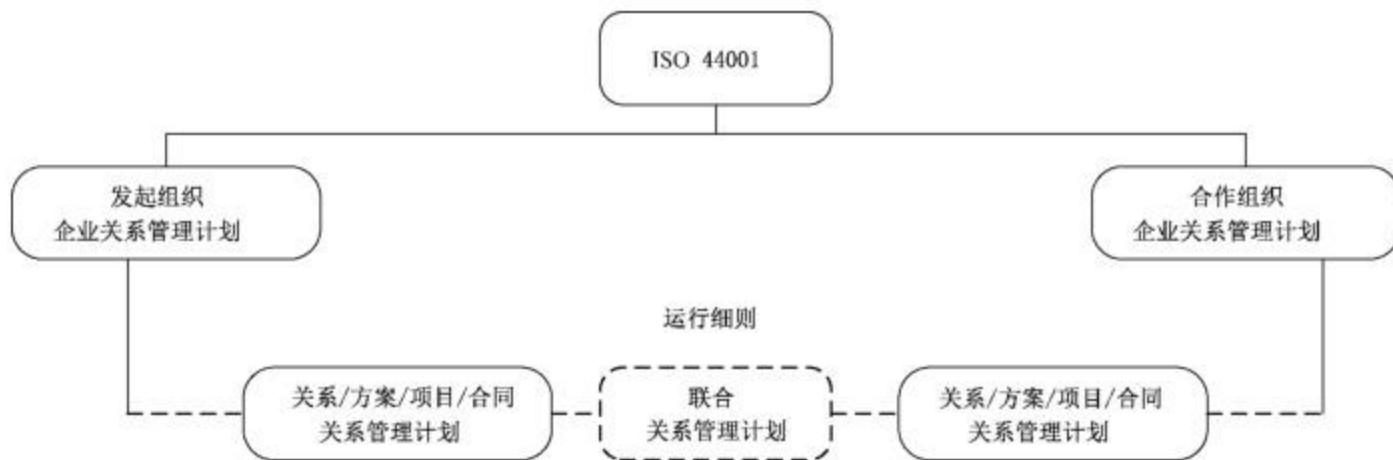 ISO 44001
发起组织
企业关系管理计划
合作组织
企业关系管理计划
运行细则
关系/方案/项目/合同
关系管理计划
联合
关系管理计划
关系/方案/项目/合同
关系管理计划